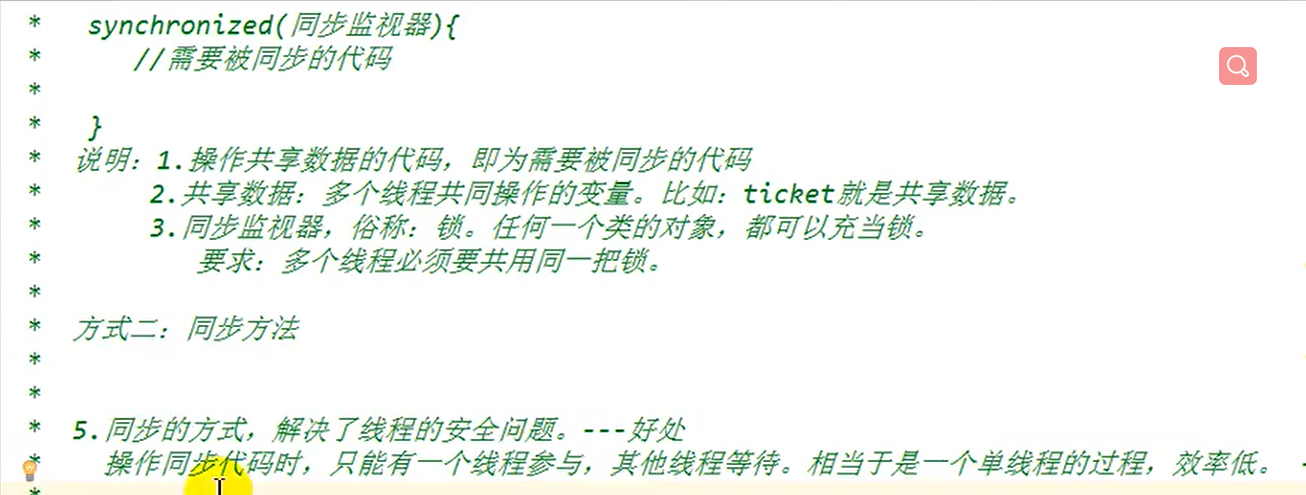 * synchronized(同步监视器){
* //需要被同步的代码
*
* }
* 说明：1.操作共享数据的代码，即为需要被同步的代码
* 2.共享数据：多个线程共同操作的变量。比如：ticket就是共享数据。
* 3.同步监视器，俗称：锁。任何一个类的对象，都可以充当锁。
* 要求：多个线程必须要共用同一把锁。
*
* 方式二：同步方法
*
*
* 5.同步的方式，解决了线程的安全问题。---好处
* 操作同步代码时，只能有一个线程参与，其他线程等待。相当于是一个单线程的过程，效率低。 -
*